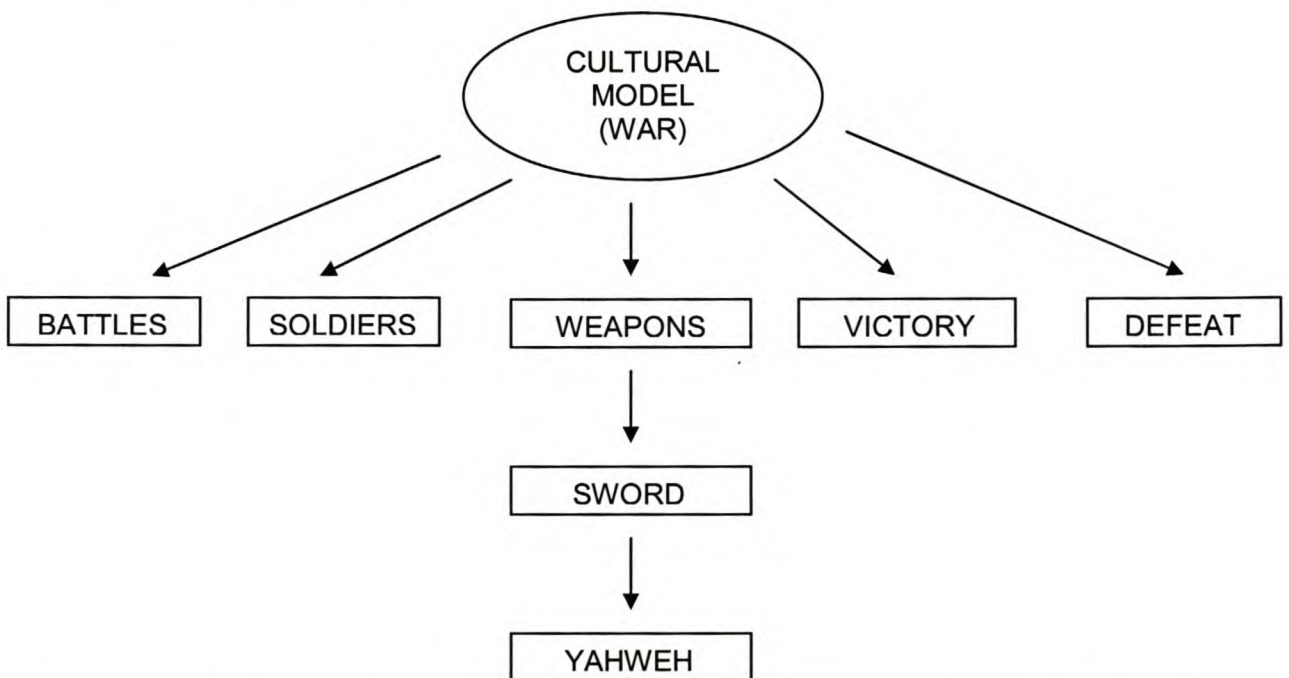 CULTURAL
MODEL
(WAR)
BATTLES SOLDIERS WEAPONS VICTORY DEFEAT
SWORD
YAHWEH